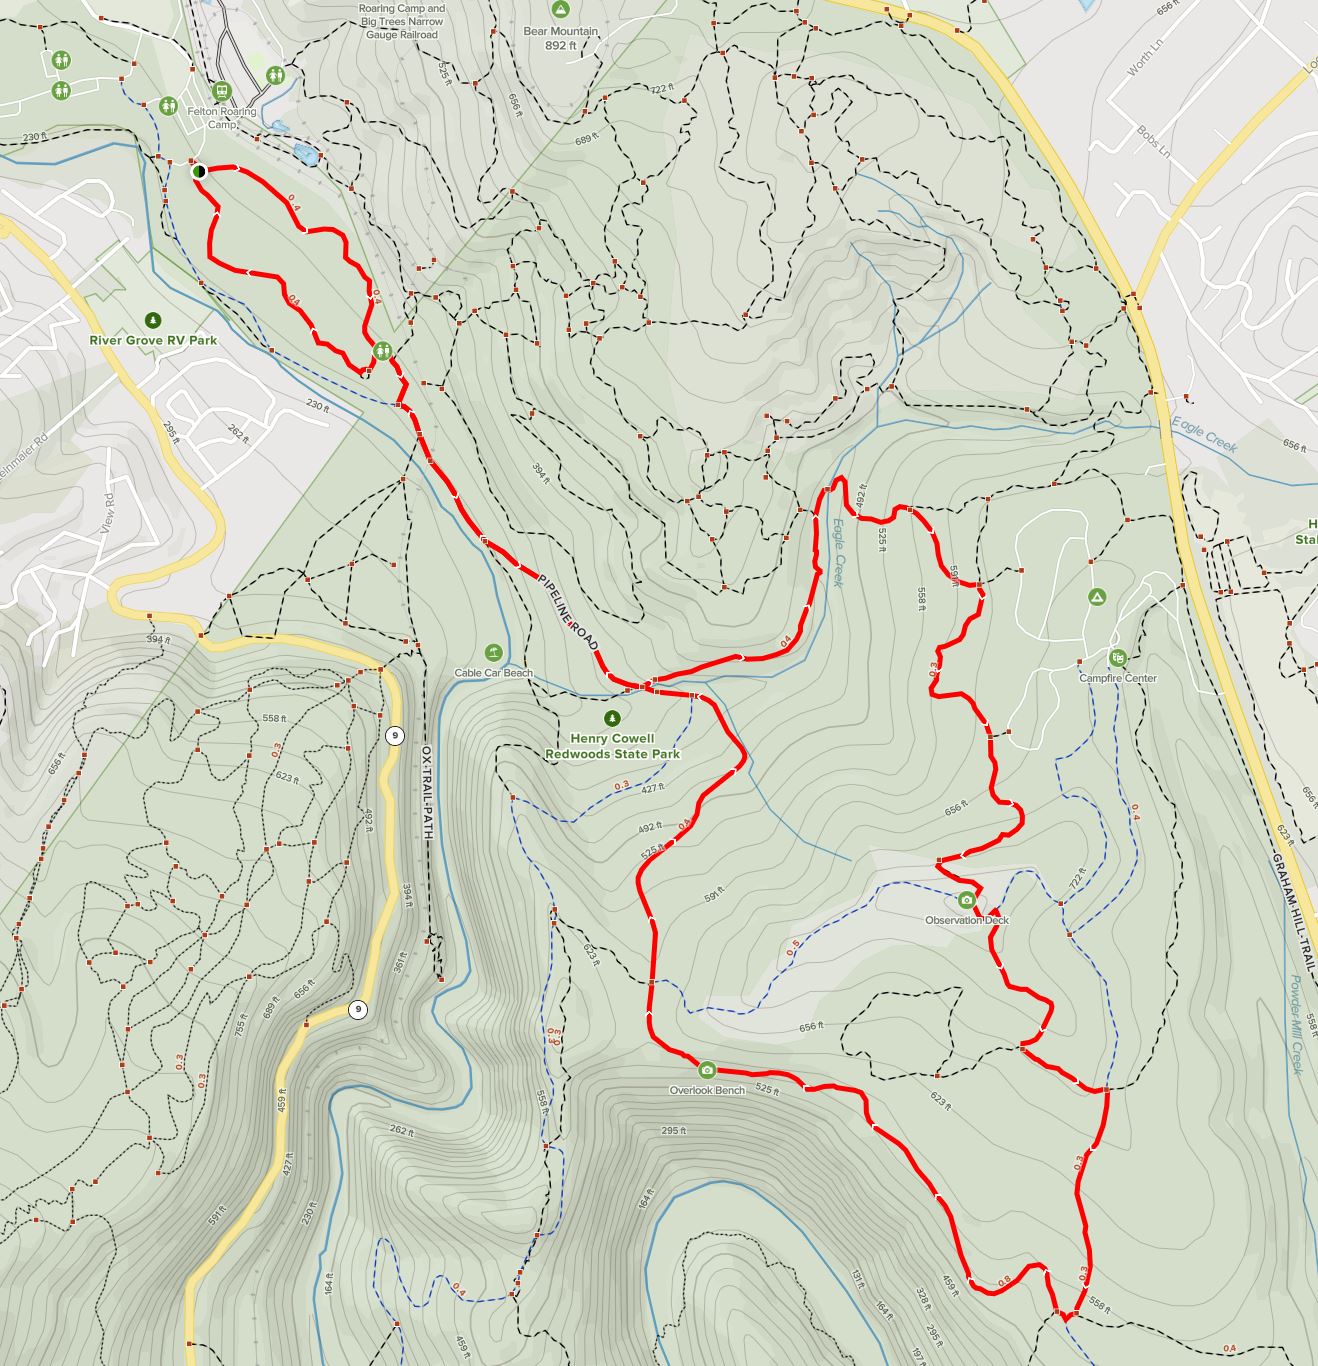 Roaring Camp and
Big Trees Narrow
Gauge Railroad
Bear Mountain
892 ft
656 ft
Worth Ln
525 ft
656 ft
722 ft
689 ft
Bobs Ln
Felton Roaring
Camp
230 ft
0.4
0.4
0.4
River Grove RV Park
230 ft
295 ft
262 ft
View Rd
394 ft
492 ft
525 ft
Eagle Creek
Eagle Creek
656 ft
591 ft
558 ft
PIPELINE ROAD
0.4
394 ft
Cable Car Beach
Campfire Center
0.3
Henry Cowell
Redwoods State Park
9
OX TRAIL PATH
558 ft
0.3
623 ft
656 ft
492 ft
394 ft
0.3
427 ft
492 ft
0.4
525 ft
591 ft
656 ft
0.4
722 ft
Observation Deck
0.5
623 ft
656 ft
623 ft
GRAHAM HILL TRAIL
Powder Mill Creek
558 ft
656 ft
361 ft
9
656 ft
689 ft
755 ft
0.3
0.3
459 ft
427 ft
591 ft
230 ft
164 ft
262 ft
0.3
0.3
558 ft
Overlook Bench
525 ft
295 ft
164 ft
623 ft
0.3
0.3
0.8
558 ft
459 ft
328 ft
295 ft
197 ft
131 ft
164 ft
0.4
459 ft
0.4